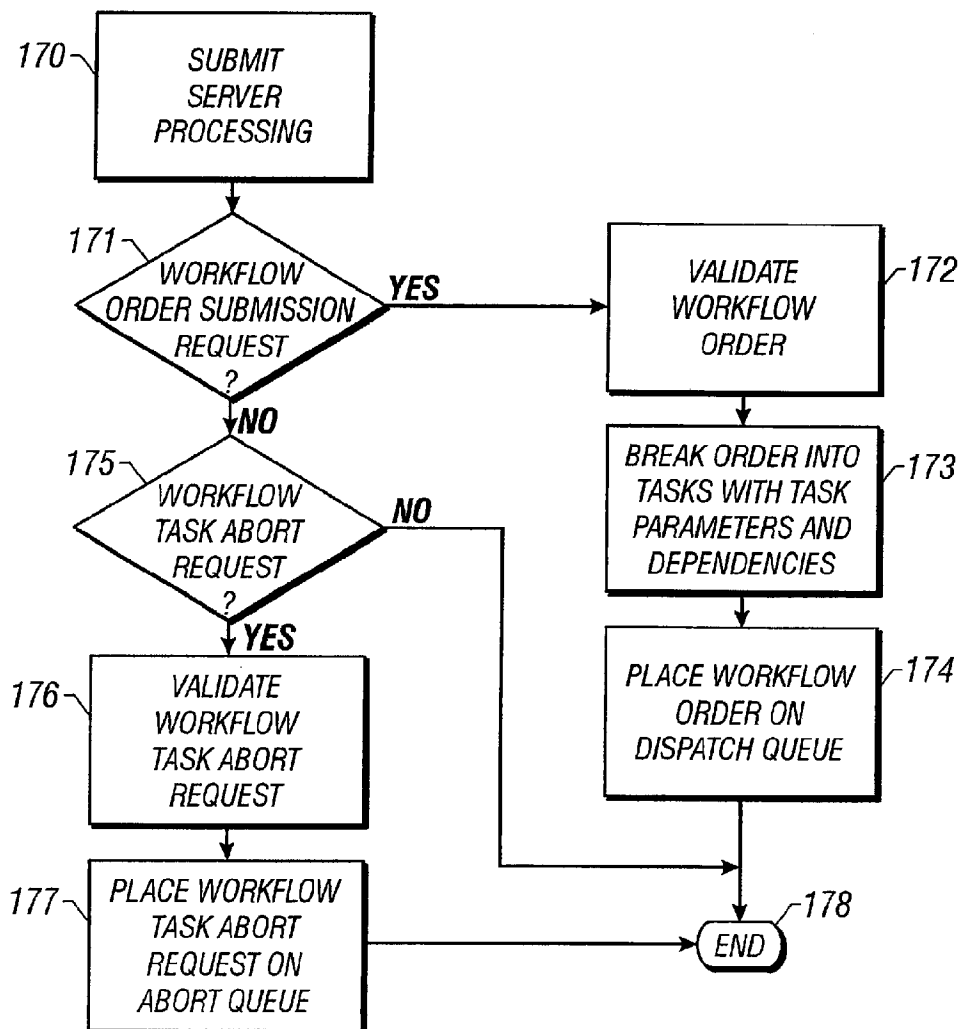 170
SUBMIT
SERVER
PROCESSING
171
WORKFLOW
ORDER SUBMISSION
REQUEST
?
YES
NO
172
VALIDATE
WORKFLOW
ORDER
173
BREAK ORDER INTO
TASKS WITH TASK
PARAMETERS AND
DEPENDENCIES
174
PLACE WORKFLOW
ORDER ON
DISPATCH QUEUE
175
WORKFLOW
TASK ABORT
REQUEST
?
NO
YES
176
VALIDATE
WORKFLOW
TASK ABORT
REQUEST
177
PLACE WORKFLOW
TASK ABORT
REQUEST ON
ABORT QUEUE
178
END